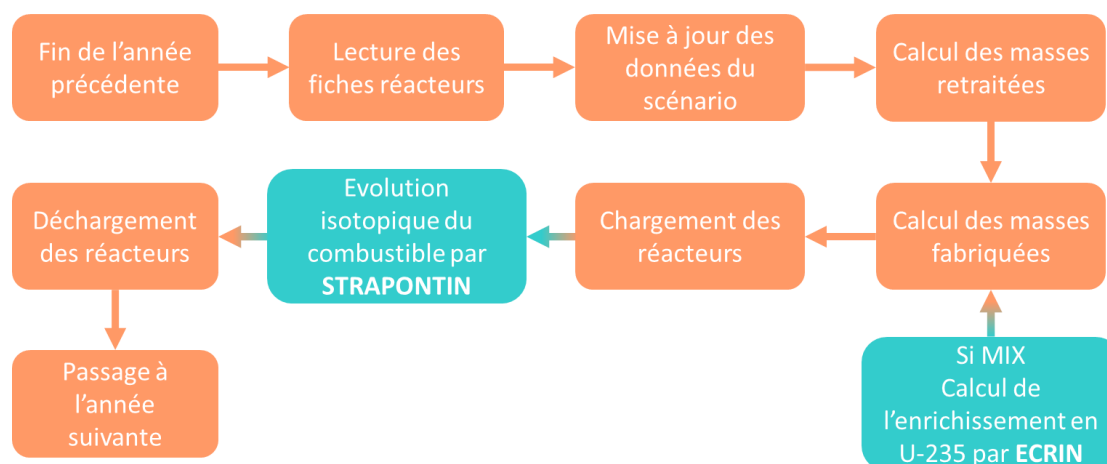 Fin de l'année
précédente
Lecture des
fiches réacteurs
Mise à jour des
données du
scénario
Calcul des masses
retraitées
Déchargement
des réacteurs
Evolution
isotopique du
combustible par
STRAPONTIN
Chargement des
réacteurs
Calcul des masses
fabriquées
Passage à
l'année
suivante
Si MIX
Calcul de
l'enrichissement en
U-235 par ECRIN